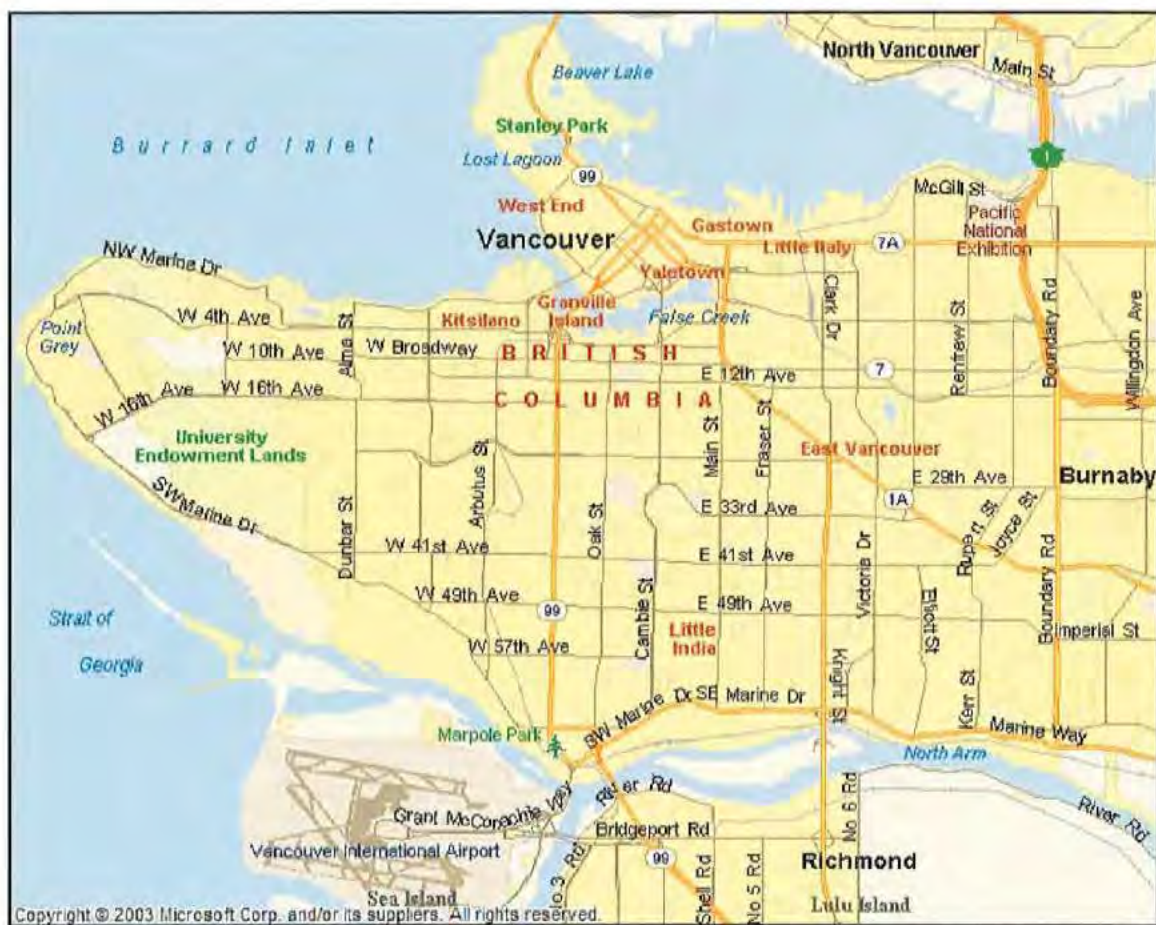 North Vancouver
Main St
Beaver Lake
Stanley Park
Burrard Inlet
Lost Lagoon
99
1
McGill St
West End
Pacific
National
Exhibition
Gastown
Vancouver
Little Italy
7A
NW Marine Dr
Yaletown
Clark Dr
Granville
Island
False Creek
Kitsilano
Point
Grey
W 4th Ave
Alma St
Renfrew St
Boundary Rd
Willingdon Ave
W 10th Ave
W Broadway
BRITISH
E 12th Ave
7
W 16th Ave
W 16th Ave
COLUMBIA
University
Endowment Lands
Arbutus St
Main St
Fraser St
East Vancouver
Burnaby
E 29th Ave
SW Marine Dr
1A
E 33rd Ave
Oak St
Rupert St
Joyce St
Dunbar St
W 41st Ave
E 41st Ave
Victoria Dr
Boundary Rd
W 49th Ave
99
Cambie St
E 49th Ave
Elliott St
Strait of
Georgia
Little
India
Imperial St
W 57th Ave
Knight St
Kerr St
SW Marine Dr
SE Marine Dr
Marine Way
Marpole Park
North Arm
River Rd
No 6 Rd
River Rd
Grant McConachie Way
Bridgeport Rd
Vancouver International Airport
99
Richmond
Sea Island
No 3 Rd
Shell Rd
No 5 Rd
Lulu Island
Copyright © 2003 Microsoft Corp. and/or its suppliers. All rights reserved.